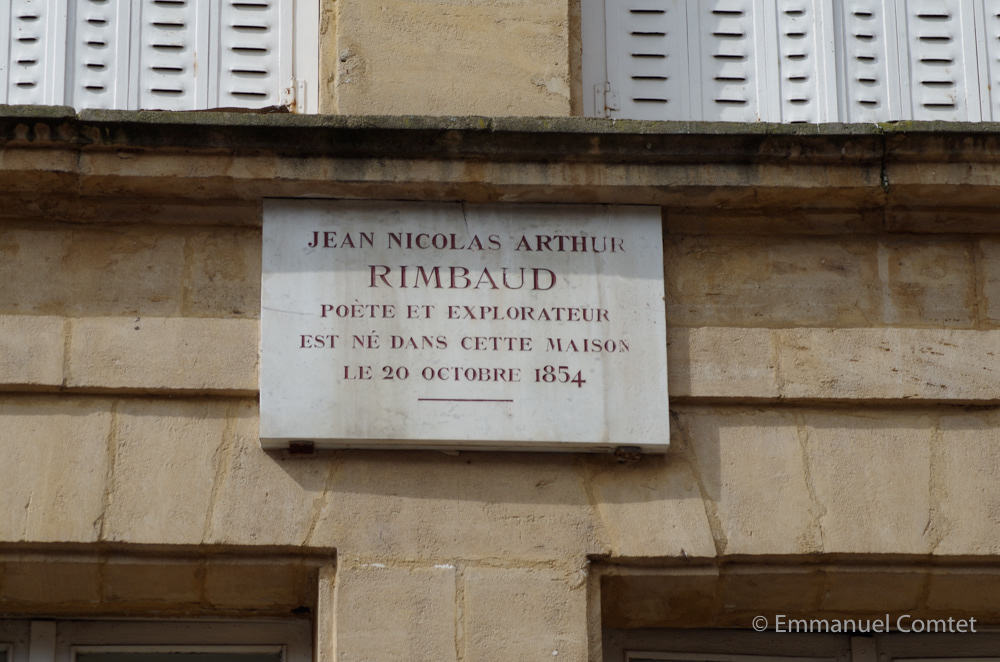 JEAN NICOLAS ARTHUR
RIMBAUD
POÈTE ET EXPLORATEUR
EST NÉ DANS CETTE MAISON
LE 20 OCTOBRE 1854
© Emmanuel Comtet